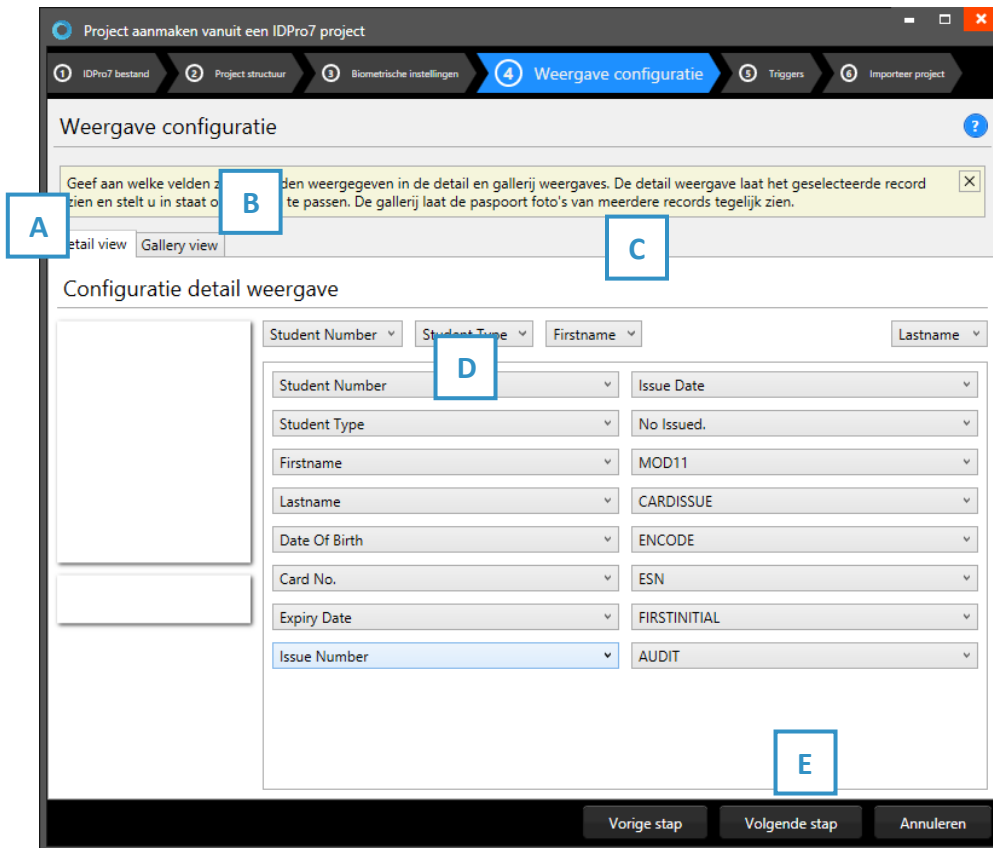 Project aanmaken vanuit een IDPro7 project
1 IDPro7 bestand 2 Project structuur 3 Biometrische instellingen 4 Weergave configuratie 5 Triggers 6 Importeer project
Weergave configuratie ?
Geef aan welke velden z den weergegeven in de detail en gallerij weergaves. De detail weergave laat het geselecteerde record
zien en stelt u in staat o te passen. De gallerij laat de paspoort foto's van meerdere records tegelijk zien.
A B C
etail view Gallery view
Configuratie detail weergave
Student Number Student Type Firstname Lastname
D
Student Number Issue Date
Student Type No Issued.
Firstname MOD11
Lastname CARDISSUE
Date Of Birth ENCODE
Card No. ESN
Expiry Date FIRSTINITIAL
Issue Number AUDIT
E
Vorige stap Volgende stap Annuleren